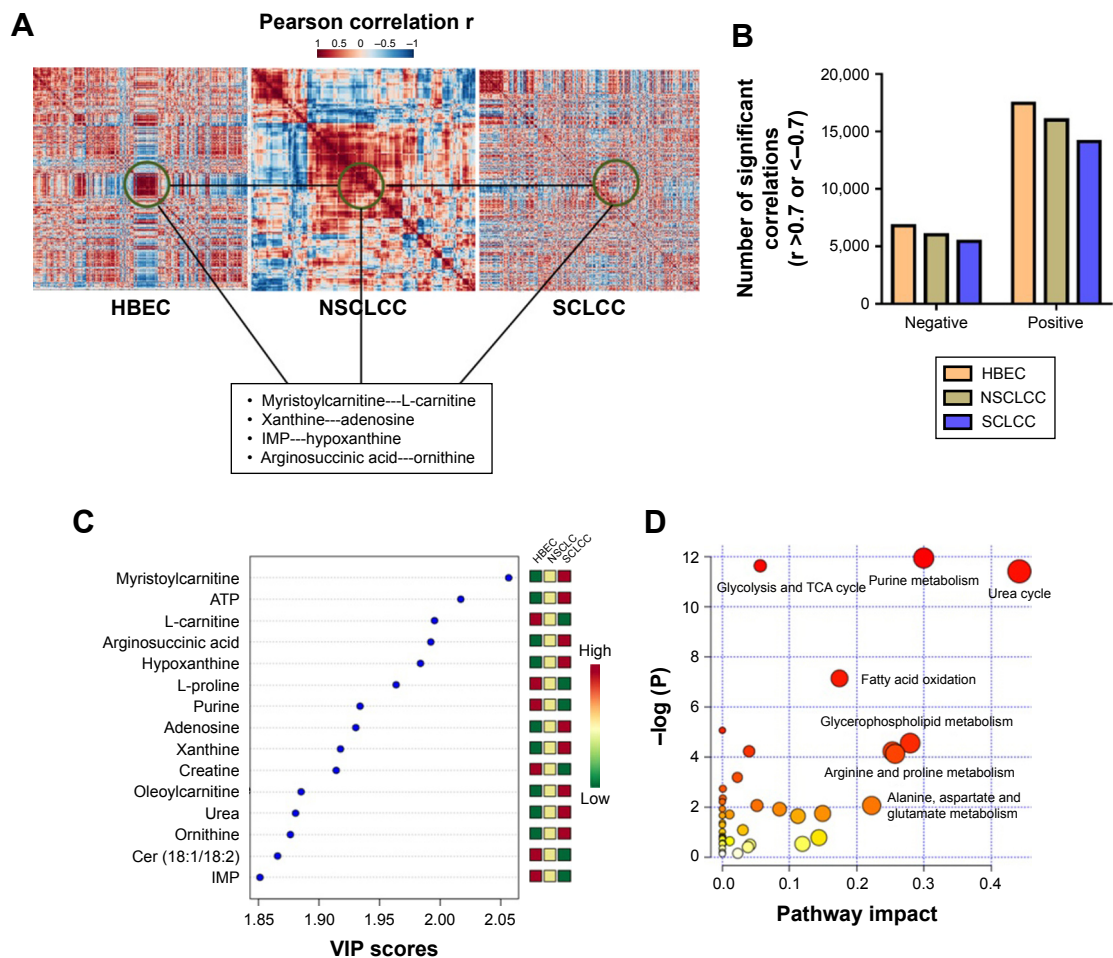 A
Pearson correlation r
1 0.5 0 −0.5 −1
HBEC
NSCLCC
SCLCC
• Myristoylcarnitine---L-carnitine
• Xanthine---adenosine
• IMP---hypoxanthine
• Arginosuccinic acid---ornithine
B
Number of significant
correlations
(r >0.7 or <−0.7)
20,000
15,000
10,000
5,000
0
Negative
Positive
HBEC
NSCLCC
SCLCC
C
HBEC
NSCLC
SCLCC
Myristoylcarnitine
ATP
L-carnitine
Arginosuccinic acid
Hypoxanthine
L-proline
Purine
Adenosine
Xanthine
Creatine
Oleoylcarnitine
Urea
Ornithine
Cer (18:1/18:2)
IMP
High
Low
1.85 1.90 1.95 2.00 2.05
VIP scores
D
−log (P)
12
10
8
6
4
2
0
Glycolysis and TCA cycle
Purine metabolism
Urea cycle
Fatty acid oxidation
Glycerophospholipid metabolism
Arginine and proline metabolism
Alanine, aspartate and
glutamate metabolism
0.0 0.1 0.2 0.3 0.4
Pathway impact